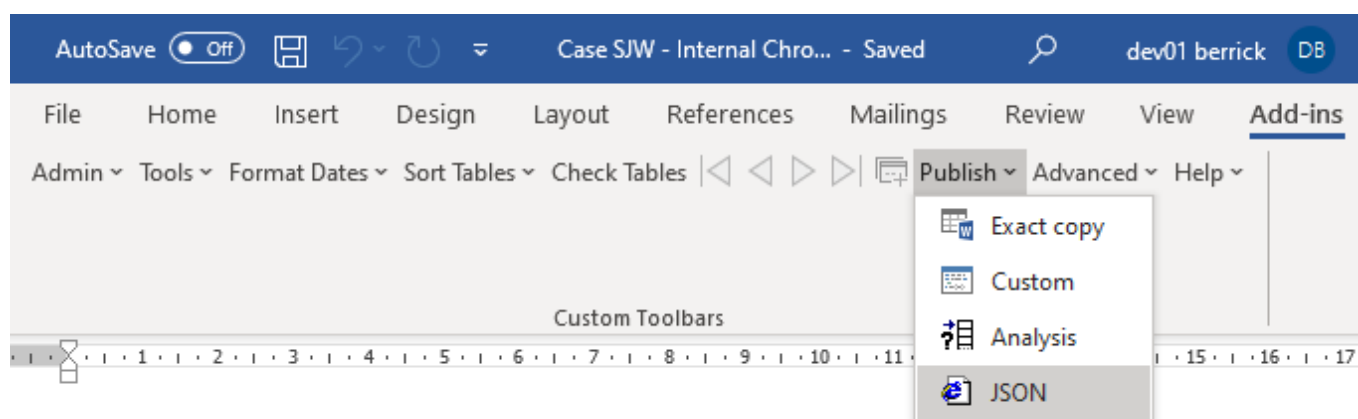 AutoSave Off Case SJW - Internal Chro... - Saved dev01 berrick DB
File Home Insert Design Layout References Mailings Review View Add-ins
Admin Tools Format Dates Sort Tables Check Tables Publish Advanced Help
Exact copy
Custom
Analysis
JSON
Custom Toolbars
1 2 3 4 5 6 7 8 9 10 11 15 16 17